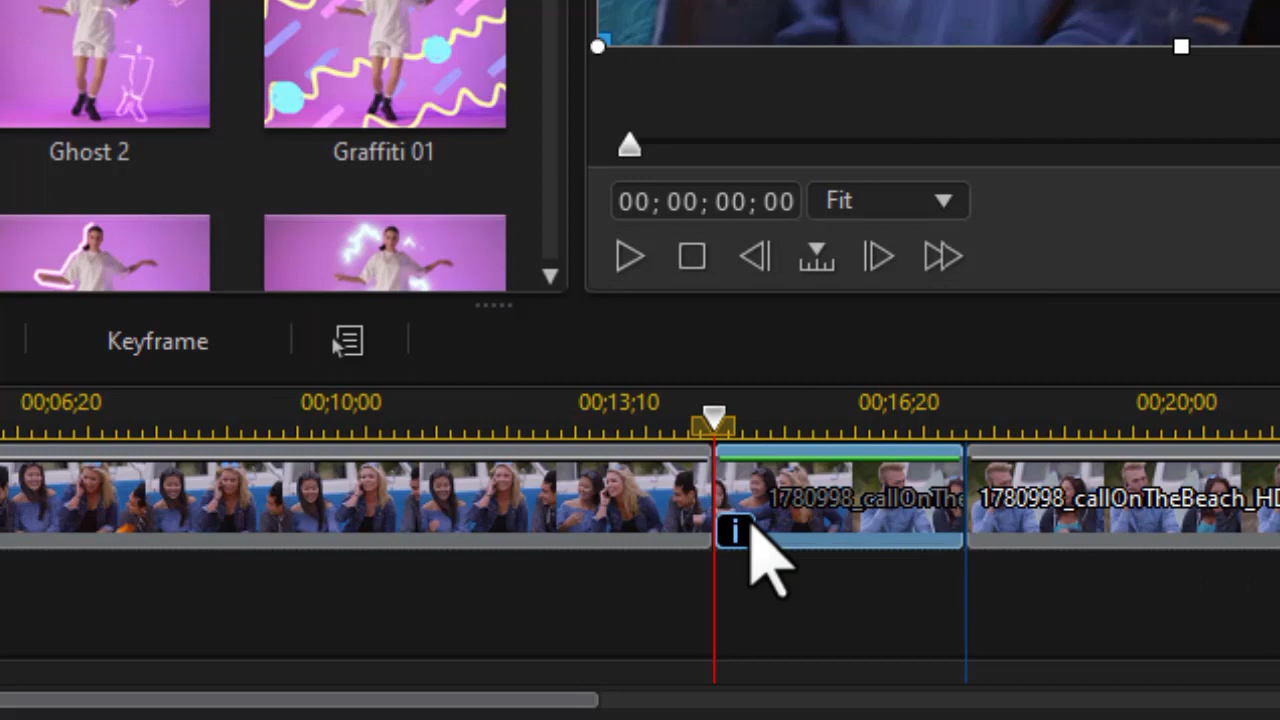 Ghost 2
Graffiti 01
00; 00; 00; 00
Fit
Keyframe
00;06;20
00;10;00
00;13;10
00;16;20
00;20;00
1780998_callOnThe
1780998_callOnTheBeach_HD
i